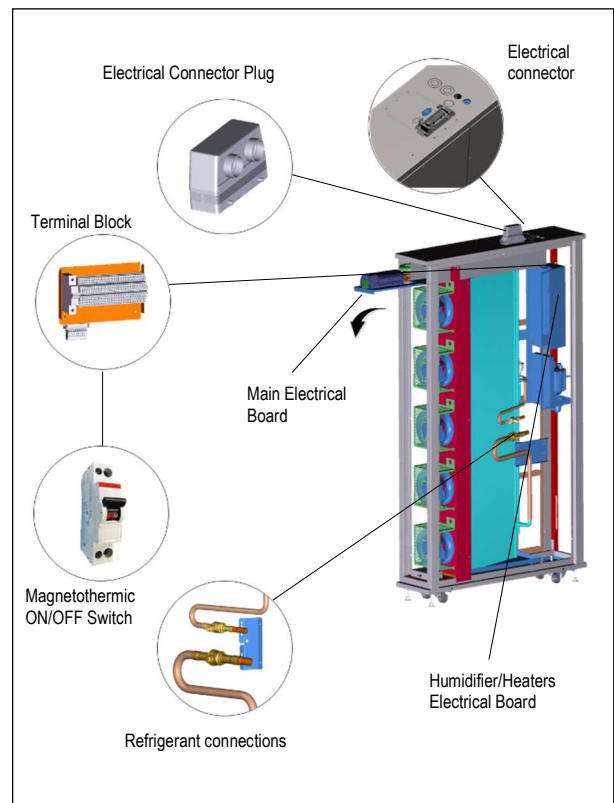 Electrical
connector
Electrical Connector Plug
Terminal Block
Main Electrical
Board
Magnetothermic
ON/OFF Switch
Humidifier/Heaters
Electrical Board
Refrigerant connections